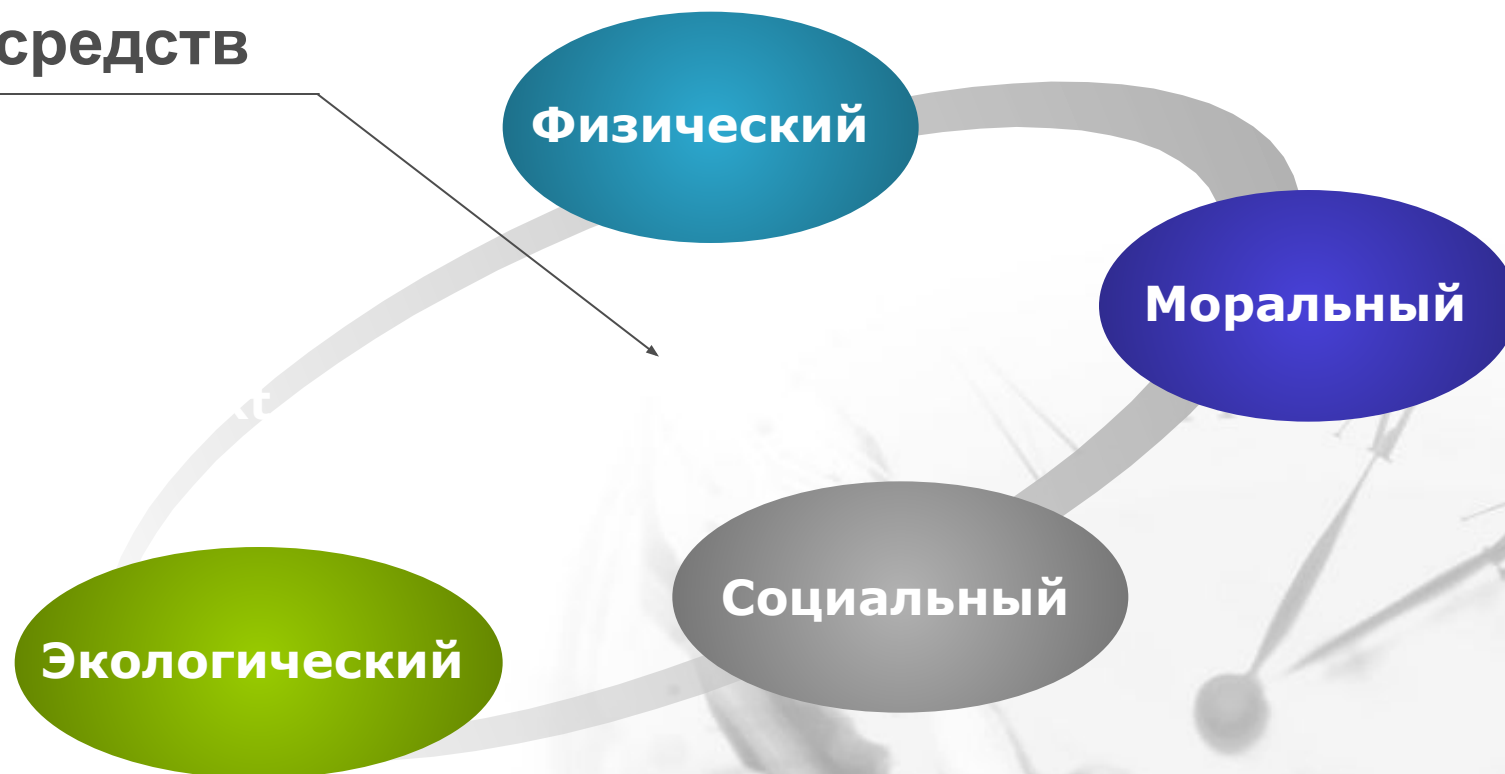 средств
Физический
Моральный
Социальный
Экологический